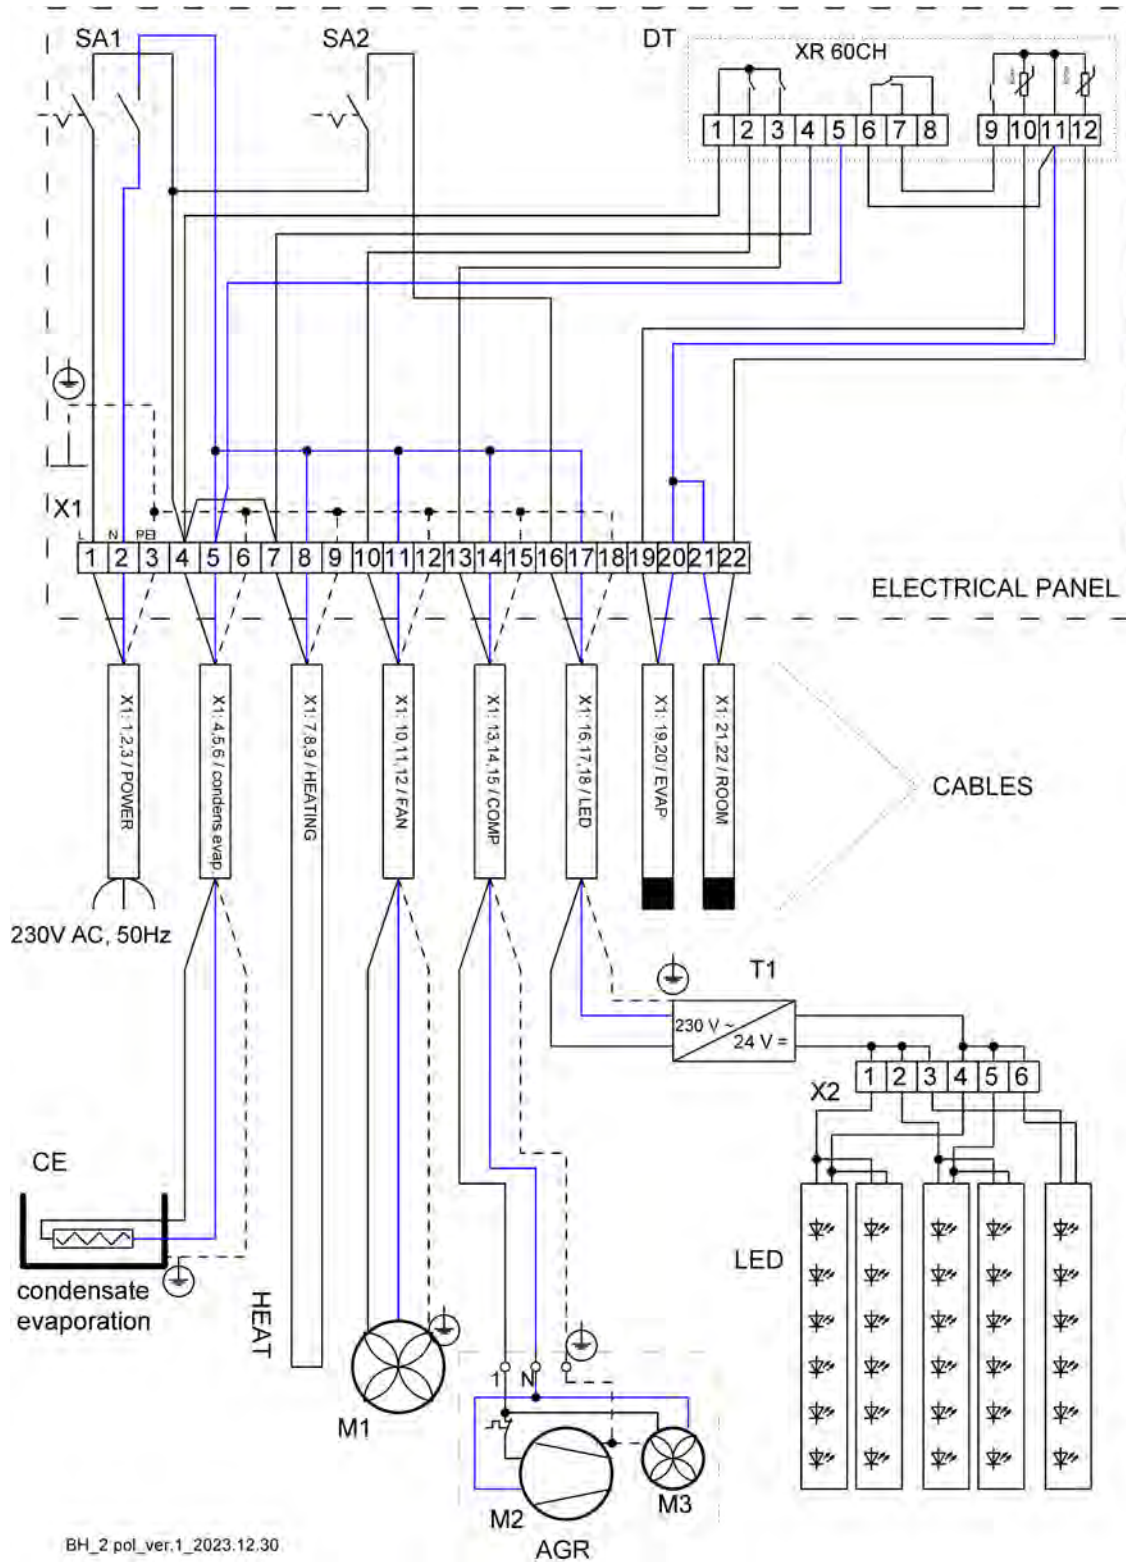 SA1
SA2
DT
XR 60CH
1 2 3 4 5 6 7 8
9 10 11 12
X1
L N PE
1 2 3 4 5 6 7 8 9 10 11 12 13 14 15 16 17 18 19 20 21 22
ELECTRICAL PANEL
X1: 1,2,3 / POWER
X1: 4,5,6 / condens evap.
X1: 7,8,9 / HEATING
X1: 10,11,12 / FAN
X1: 13,14,15 / COMP
X1: 16,17,18 / LED
X1: 19,20 / EVAP
X1: 21,22 / ROOM
CABLES
230V AC, 50Hz
T1
230 V ~
24 V =
X2
1 2 3 4 5 6
CE
condensate
evaporation
HEAT
LED
M1
1 N
M2
M3
AGR
BH_2 pol_ver.1_2023.12.30